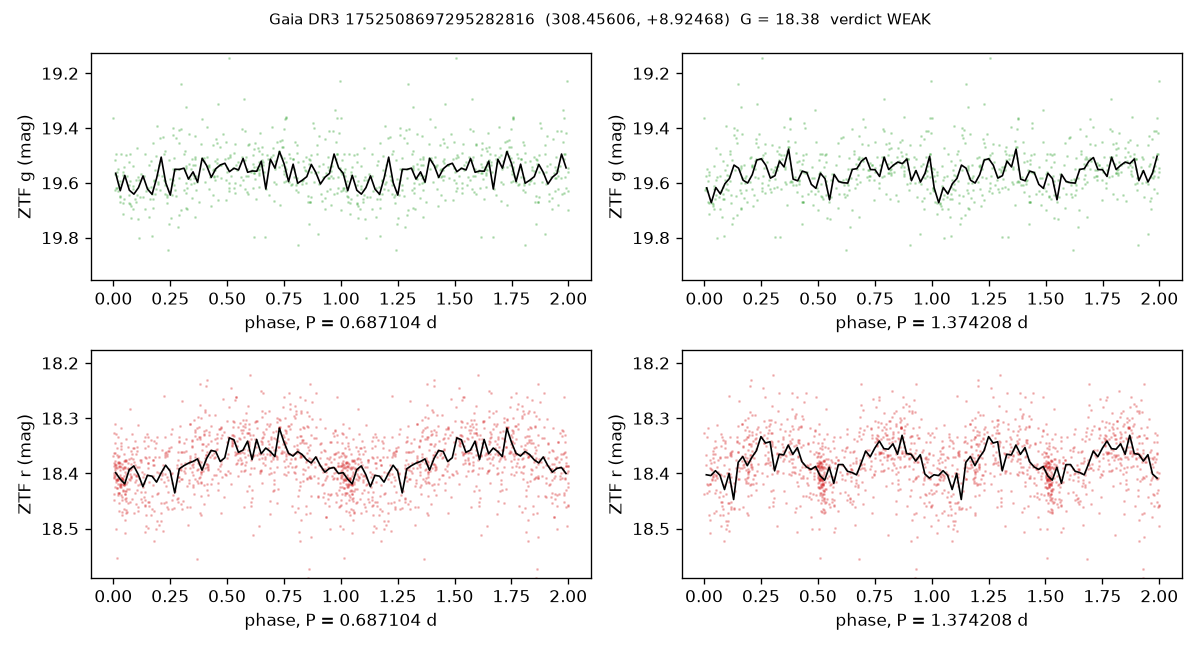 Gaia DR3 1752508697295282816 (308.45606, +8.92468) G = 18.38 verdict WEAK
ZTF g (mag)
19.2
19.4
19.6
19.8
0.00 0.25 0.50 0.75 1.00 1.25 1.50 1.75 2.00
phase, P = 0.687104 d
ZTF g (mag)
19.2
19.4
19.6
19.8
0.00 0.25 0.50 0.75 1.00 1.25 1.50 1.75 2.00
phase, P = 1.374208 d
ZTF r (mag)
18.2
18.3
18.4
18.5
0.00 0.25 0.50 0.75 1.00 1.25 1.50 1.75 2.00
phase, P = 0.687104 d
ZTF r (mag)
18.2
18.3
18.4
18.5
0.00 0.25 0.50 0.75 1.00 1.25 1.50 1.75 2.00
phase, P = 1.374208 d